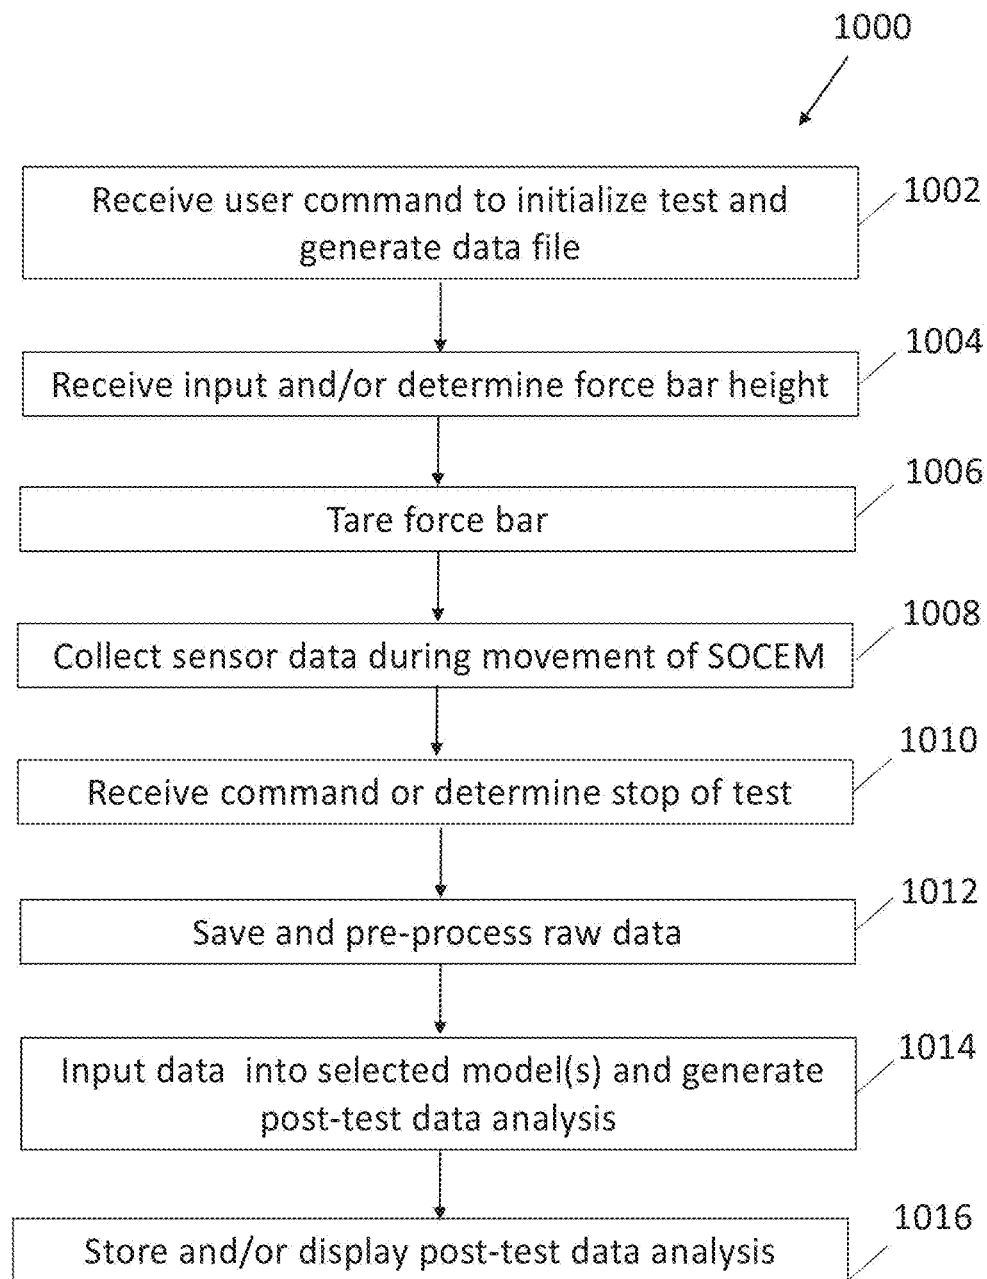 1000
Receive user command to initialize test and
generate data file
1002
Receive input and/or determine force bar height
1004
Tare force bar
1006
Collect sensor data during movement of SOCEM
1008
Receive command or determine stop of test
1010
Save and pre-process raw data
1012
Input data into selected model(s) and generate
post-test data analysis
1014
Store and/or display post-test data analysis
1016